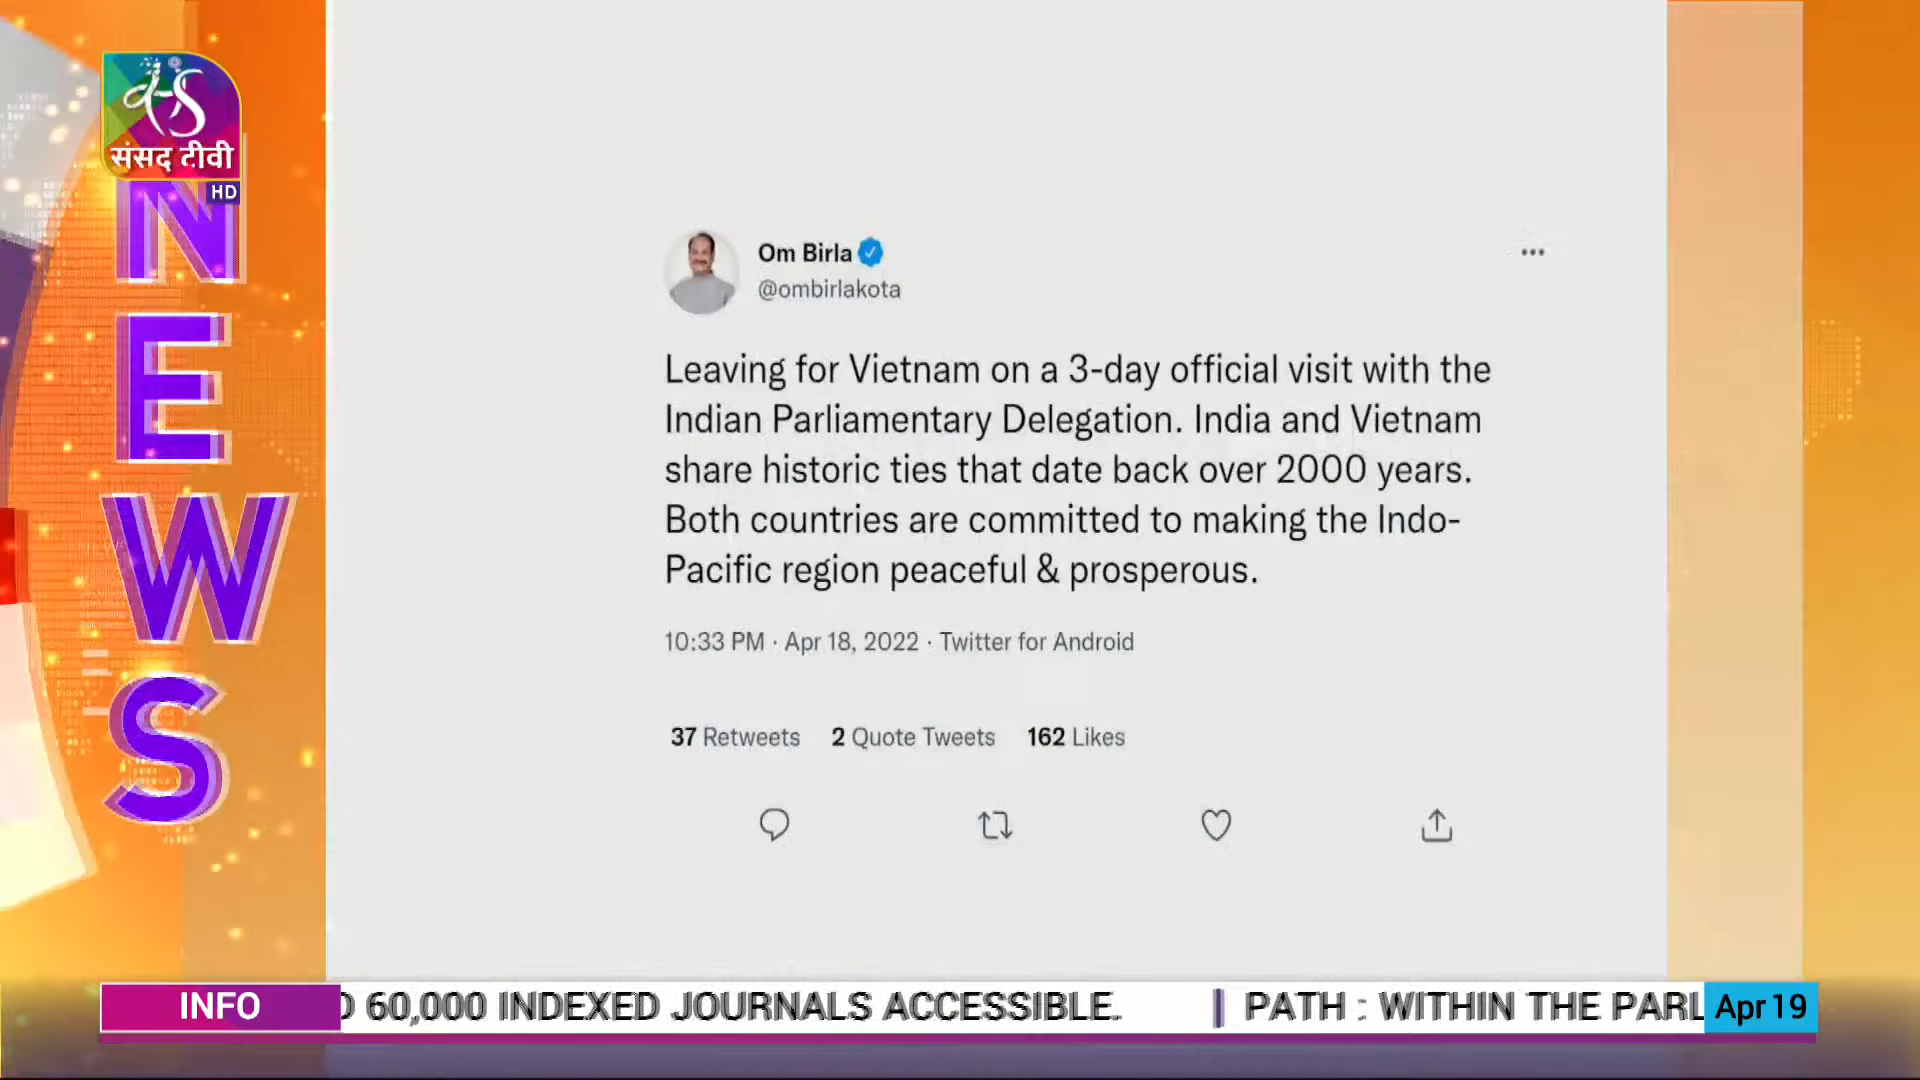 संसद टीवी
HD
NEWS
Om Birla
@ombirlakota
Leaving for Vietnam on a 3-day official visit with the
Indian Parliamentary Delegation. India and Vietnam
share historic ties that date back over 2000 years.
Both countries are committed to making the Indo-
Pacific region peaceful & prosperous.
10:33 PM · Apr 18, 2022 · Twitter for Android
37 Retweets 2 Quote Tweets 162 Likes
INFO 60,000 INDEXED JOURNALS ACCESSIBLE. | PATH : WITHIN THE PARL Apr 19